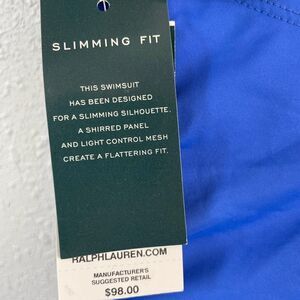 SLIMMING FIT
THIS SWIMSUIT
HAS BEEN DESIGNED
FOR A SLIMMING SILHOUETTE.
A SHIRRED PANEL
AND LIGHT CONTROL MESH
CREATE A FLATTERING FIT.
RALPHLAUREN.COM
MANUFACTURER'S
SUGGESTED RETAIL
$98.00